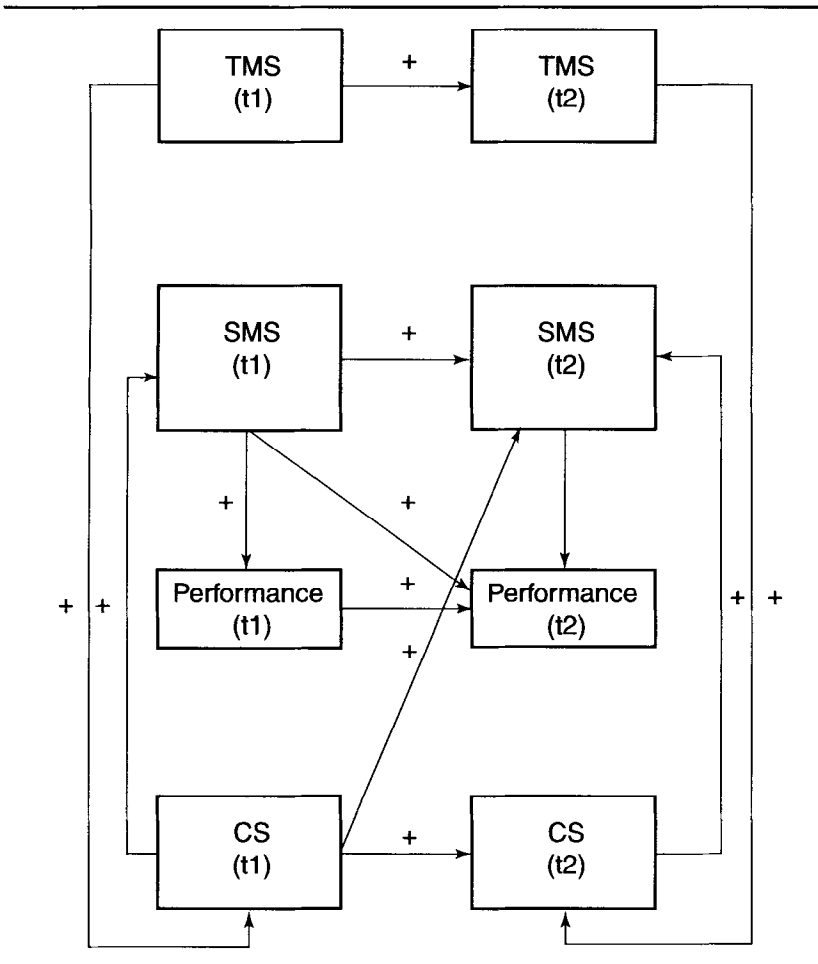 TMS
(t1)
+
TMS
(t2)
SMS
(t1)
+
SMS
(t2)
+
+
Performance
(t1)
+
Performance
(t2)
+
+
+
+
+
+
CS
(t1)
+
CS
(t2)